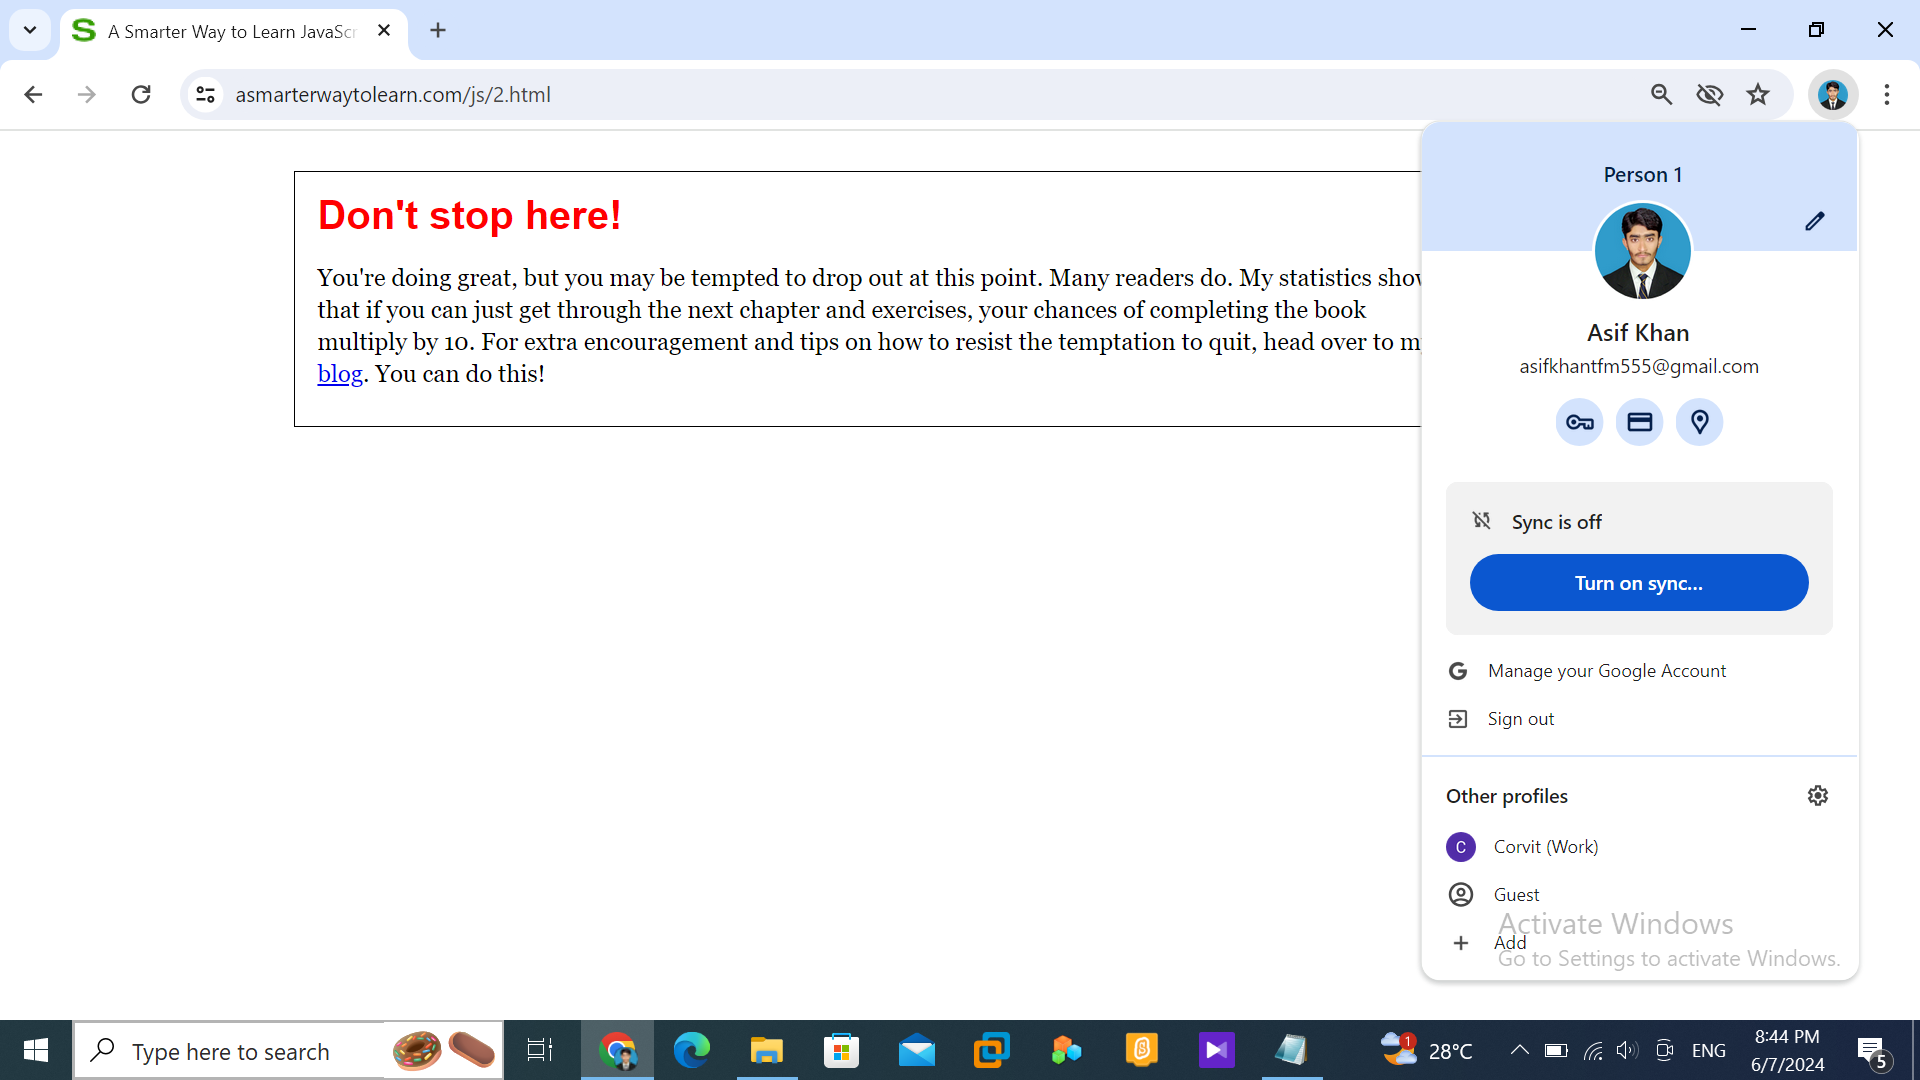 A Smarter Way to Learn JavaScr
asmarterwaytolearn.com/js/2.html
Don't stop here!
You're doing great, but you may be tempted to drop out at this point. Many readers do. My statistics show
that if you can just get through the next chapter and exercises, your chances of completing the book
multiply by 10. For extra encouragement and tips on how to resist the temptation to quit, head over to my
blog. You can do this!
Person 1
Asif Khan
asifkhantfm555@gmail.com
Sync is off
Turn on sync...
Manage your Google Account
Sign out
Other profiles
C Corvit (Work)
Guest
Add
Activate Windows
Go to Settings to activate Windows.
Type here to search
1
28°C
ENG
8:44 PM
6/7/2024
5